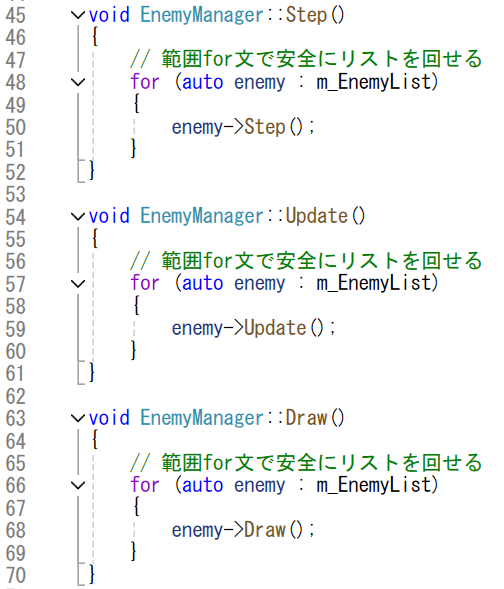 45 void EnemyManager::Step()
46 {
47 // 範囲for文で安全にリストを回せる
48 for (auto enemy : m_EnemyList)
49 {
50 enemy->Step();
51 }
52 }
53
54 void EnemyManager::Update()
55 {
56 // 範囲for文で安全にリストを回せる
57 for (auto enemy : m_EnemyList)
58 {
59 enemy->Update();
60 }
61 }
62
63 void EnemyManager::Draw()
64 {
65 // 範囲for文で安全にリストを回せる
66 for (auto enemy : m_EnemyList)
67 {
68 enemy->Draw();
69 }
70 }